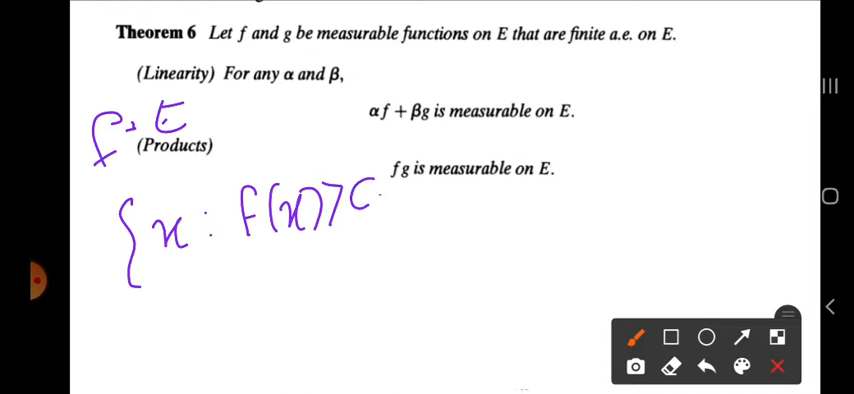 Theorem 6 Let f and g be measurable functions on E that are finite a.e. on E.
(Linearity) For any α and β,
αf + βg is measurable on E.
f: E
(Products)
fg is measurable on E.
{x : f(x) > c